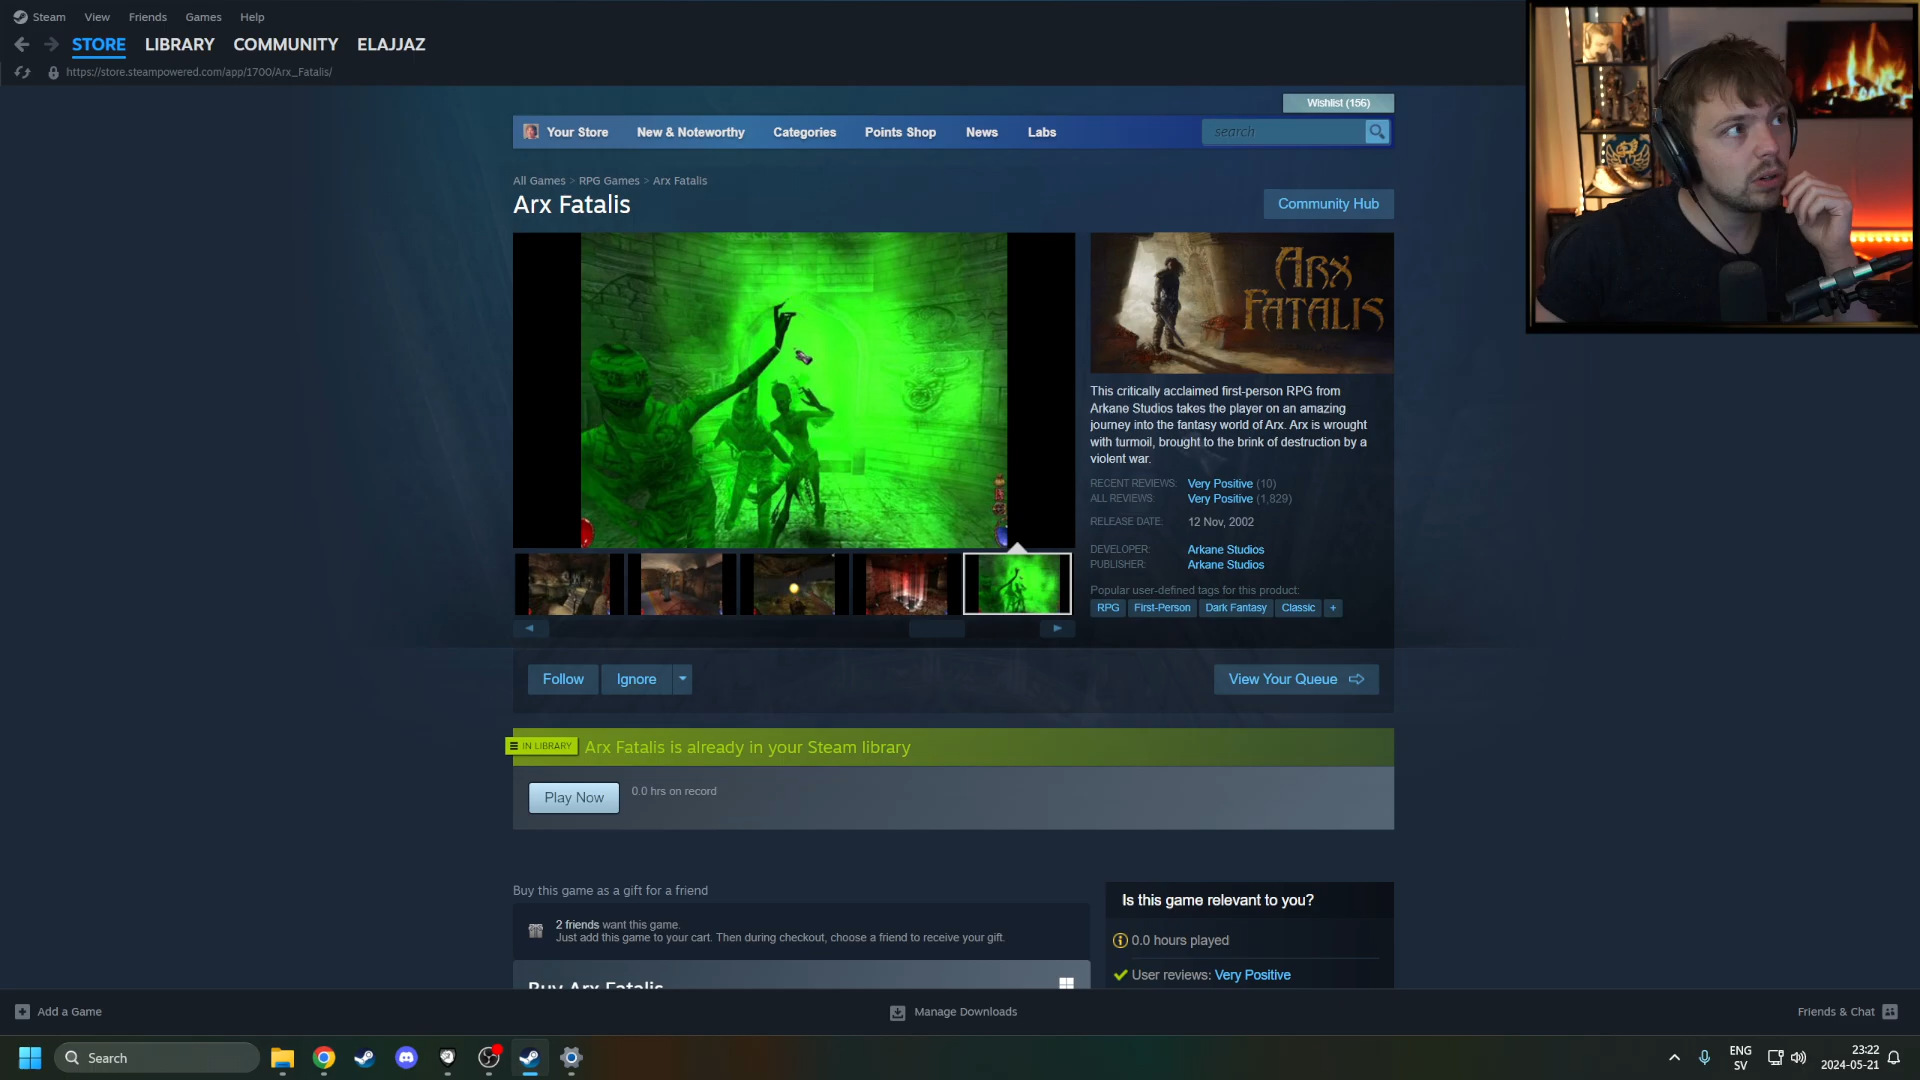 Steam View Friends Games Help
STORE LIBRARY COMMUNITY ELAJJAZ
https://store.steampowered.com/app/1700/Arx_Fatalis/
Wishlist (156)
Your Store New & Noteworthy Categories Points Shop News Labs search
All Games > RPG Games > Arx Fatalis
Arx Fatalis
Community Hub
ARX FATALIS
This critically acclaimed first-person RPG from
Arkane Studios takes the player on an amazing
journey into the fantasy world of Arx. Arx is wrought
with turmoil, brought to the brink of destruction by a
violent war.
RECENT REVIEWS: Very Positive (10)
ALL REVIEWS: Very Positive (1,829)
RELEASE DATE: 12 Nov, 2002
DEVELOPER: Arkane Studios
PUBLISHER: Arkane Studios
Popular user-defined tags for this product:
RPG First-Person Dark Fantasy Classic +
Follow Ignore View Your Queue
IN LIBRARY Arx Fatalis is already in your Steam library
Play Now 0.0 hrs on record
Buy this game as a gift for a friend
2 friends want this game.
Just add this game to your cart. Then during checkout, choose a friend to receive your gift.
Buy Arx Fatalis
Is this game relevant to you?
0.0 hours played
User reviews: Very Positive
Add a Game Manage Downloads Friends & Chat
Search
ENG
SV
23:22
2024-05-21